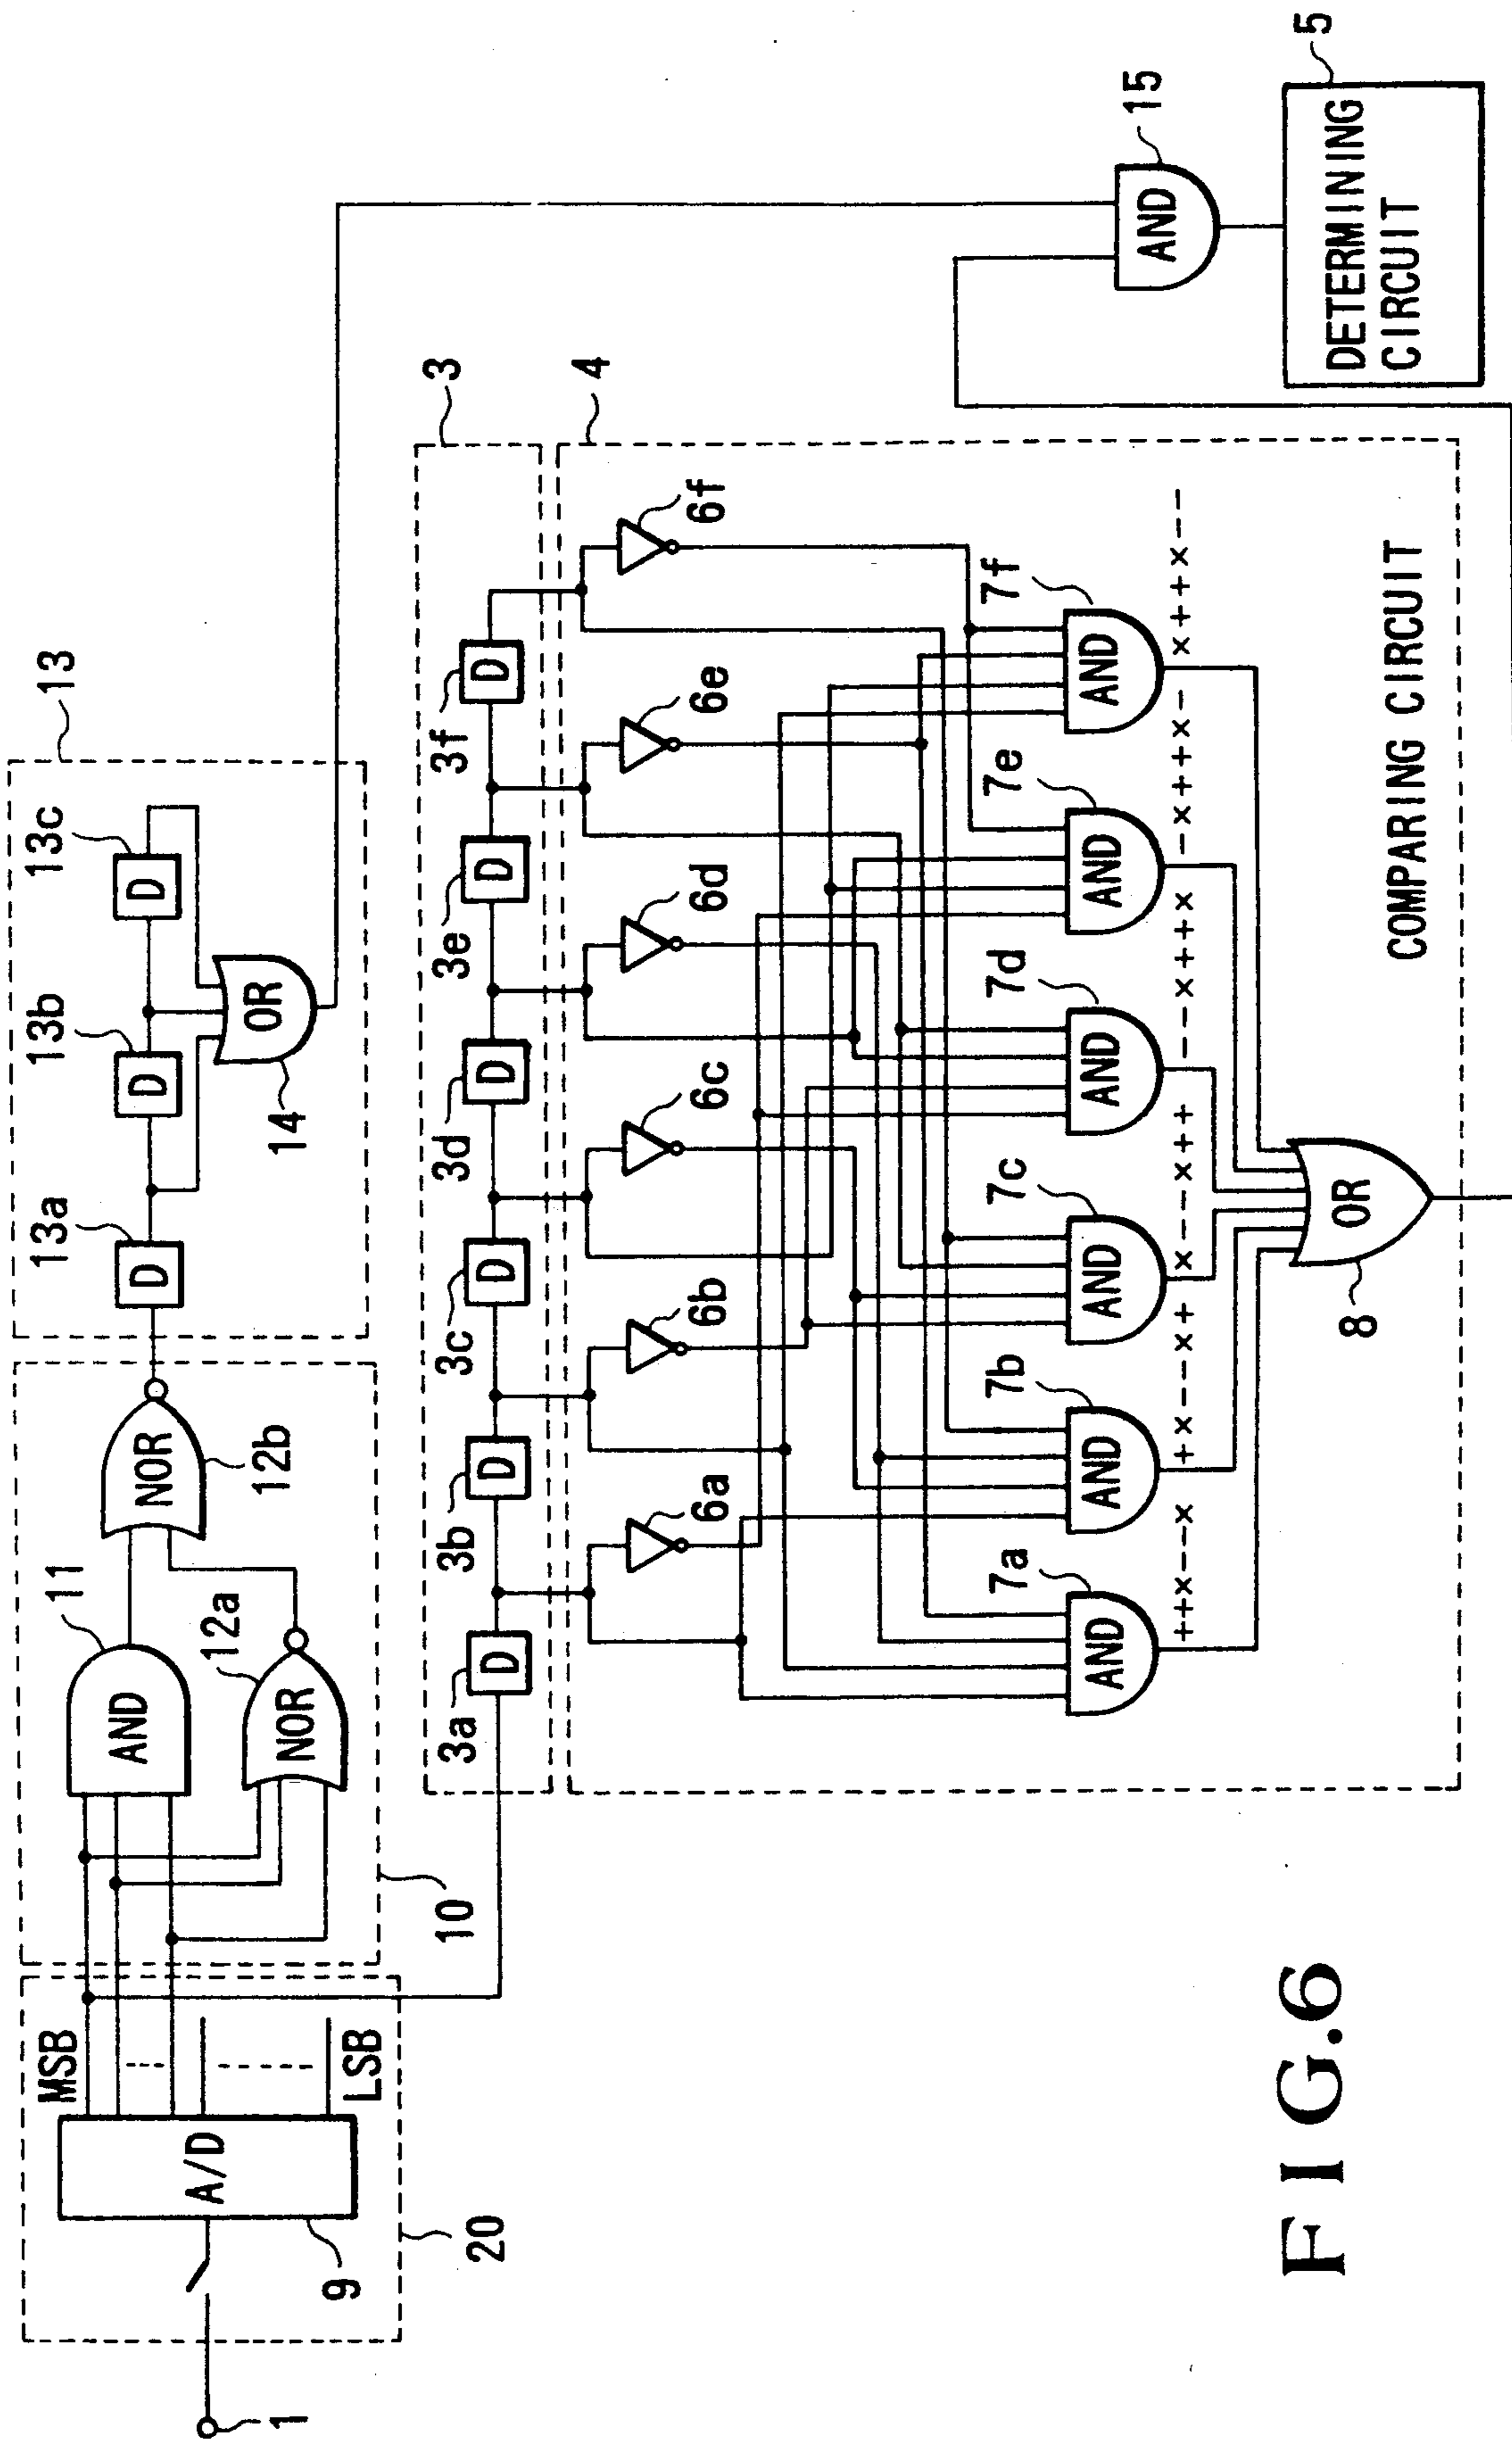 MSB
LSB
A/D
9
1
20
10
AND
11
NOR
12a
NOR
12b
13
13a
D
13b
D
13c
D
OR
14
3
3a
D
3b
D
3c
D
3d
D
3e
D
3f
D
4
6a
6b
6c
6d
6e
6f
7a
AND
++x--x
7b
AND
+x--x+
7c
AND
x--x++
7d
AND
--x++x
7e
AND
-x++x-
7f
AND
x++x--
OR
8
COMPARING CIRCUIT
AND
15
DETERMINING
CIRCUIT
5
FIG.6